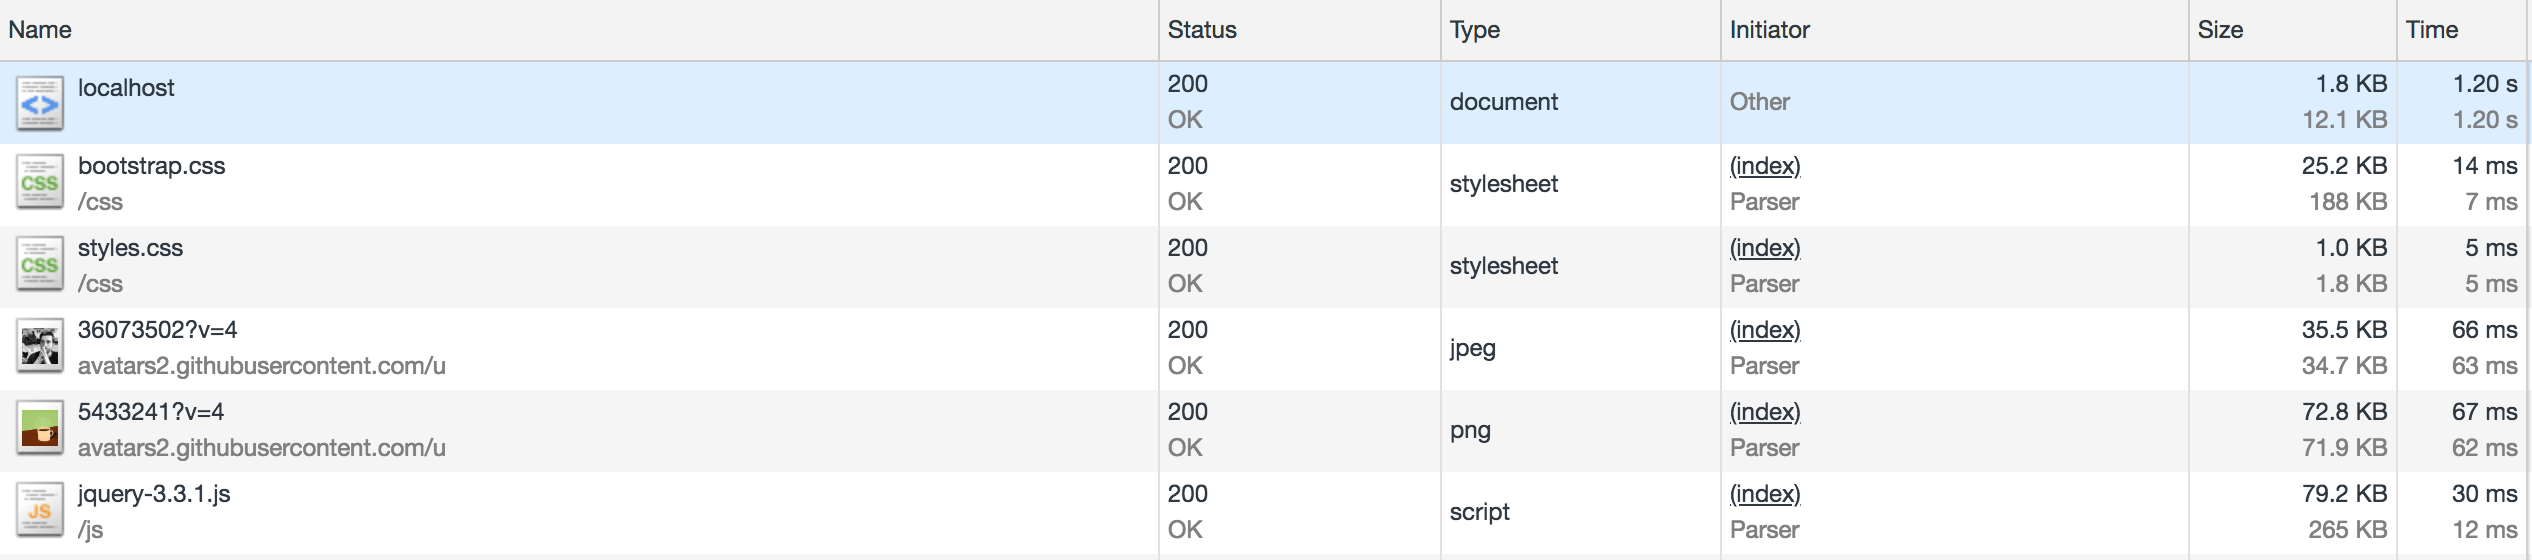 Name Status Type Initiator Size Time
localhost 200 OK document Other 1.8 KB 12.1 KB 1.20 s 1.20 s
bootstrap.css /css 200 OK stylesheet (index) Parser 25.2 KB 188 KB 14 ms 7 ms
styles.css /css 200 OK stylesheet (index) Parser 1.0 KB 1.8 KB 5 ms 5 ms
36073502?v=4 avatars2.githubusercontent.com/u 200 OK jpeg (index) Parser 35.5 KB 34.7 KB 66 ms 63 ms
5433241?v=4 avatars2.githubusercontent.com/u 200 OK png (index) Parser 72.8 KB 71.9 KB 67 ms 62 ms
jquery-3.3.1.js /js 200 OK script (index) Parser 79.2 KB 265 KB 30 ms 12 ms